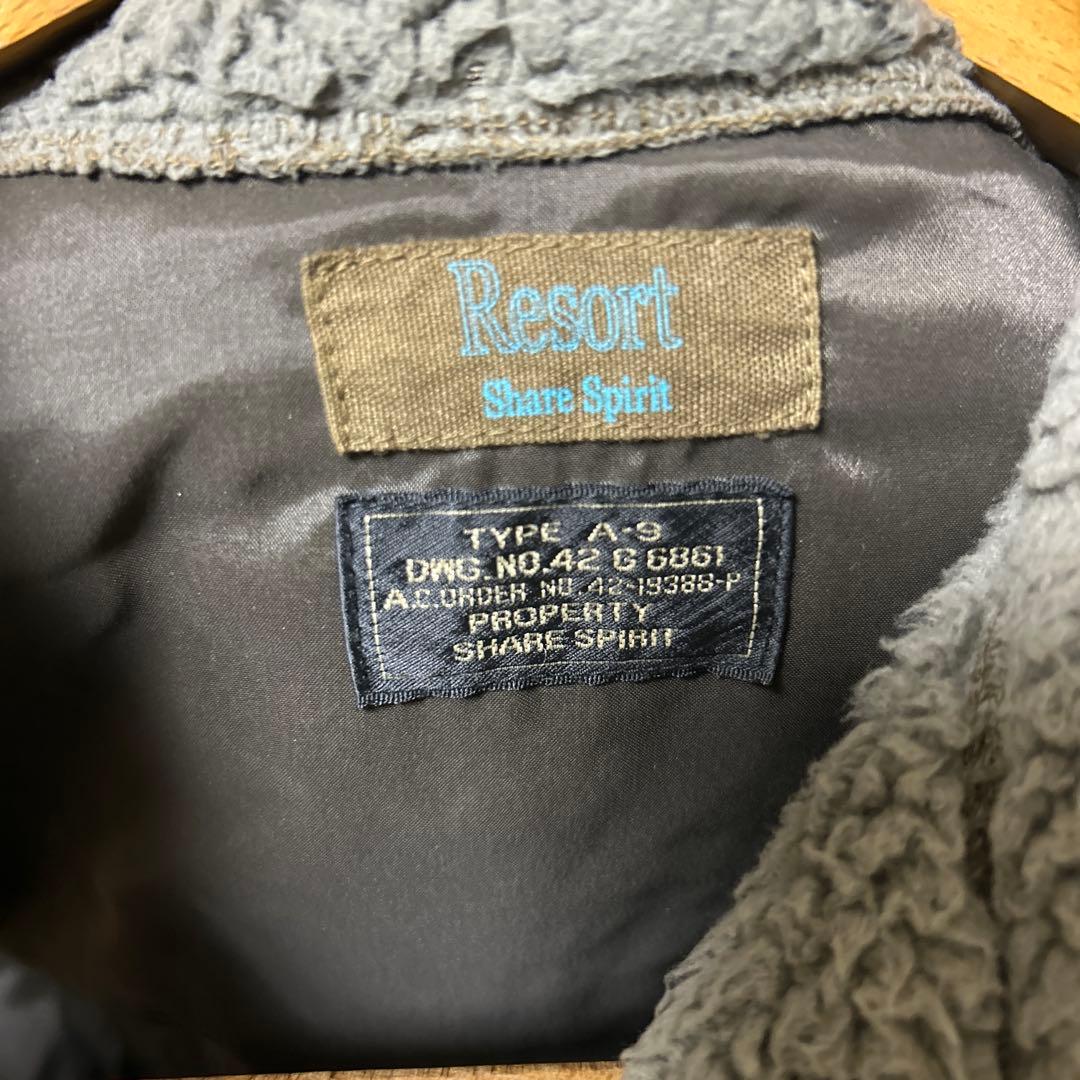 Resort
Share Spirit
TYPE A-9
DWG. NO. 42 G 6861
A.C. ORDER NO. 42-19388-P
PROPERTY
SHARE SPIRIT